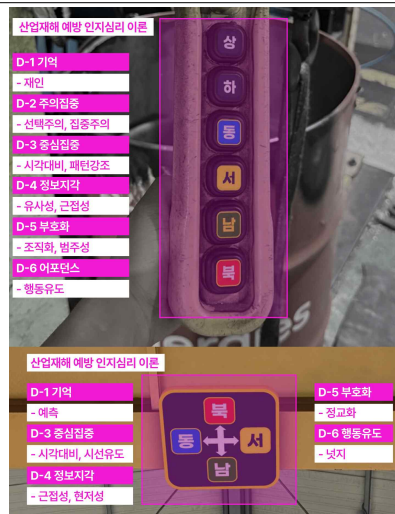 산업재해 예방 인지심리 이론
D-1 기억
- 재인
D-2 주의집중
- 선택주의, 집중주의
D-3 중심집중
- 시각대비, 패턴강조
D-4 정보지각
- 유사성, 근접성
D-5 부호화
- 조직화, 범주성
D-6 어포던스
- 행동유도
상
하
동
서
남
북
산업재해 예방 인지심리 이론
D-1 기억
- 예측
D-3 중심집중
- 시각대비, 시선유도
D-4 정보지각
- 근접성, 현저성
북
동 서
남
D-5 부호화
- 정교화
D-6 행동유도
- 넛지